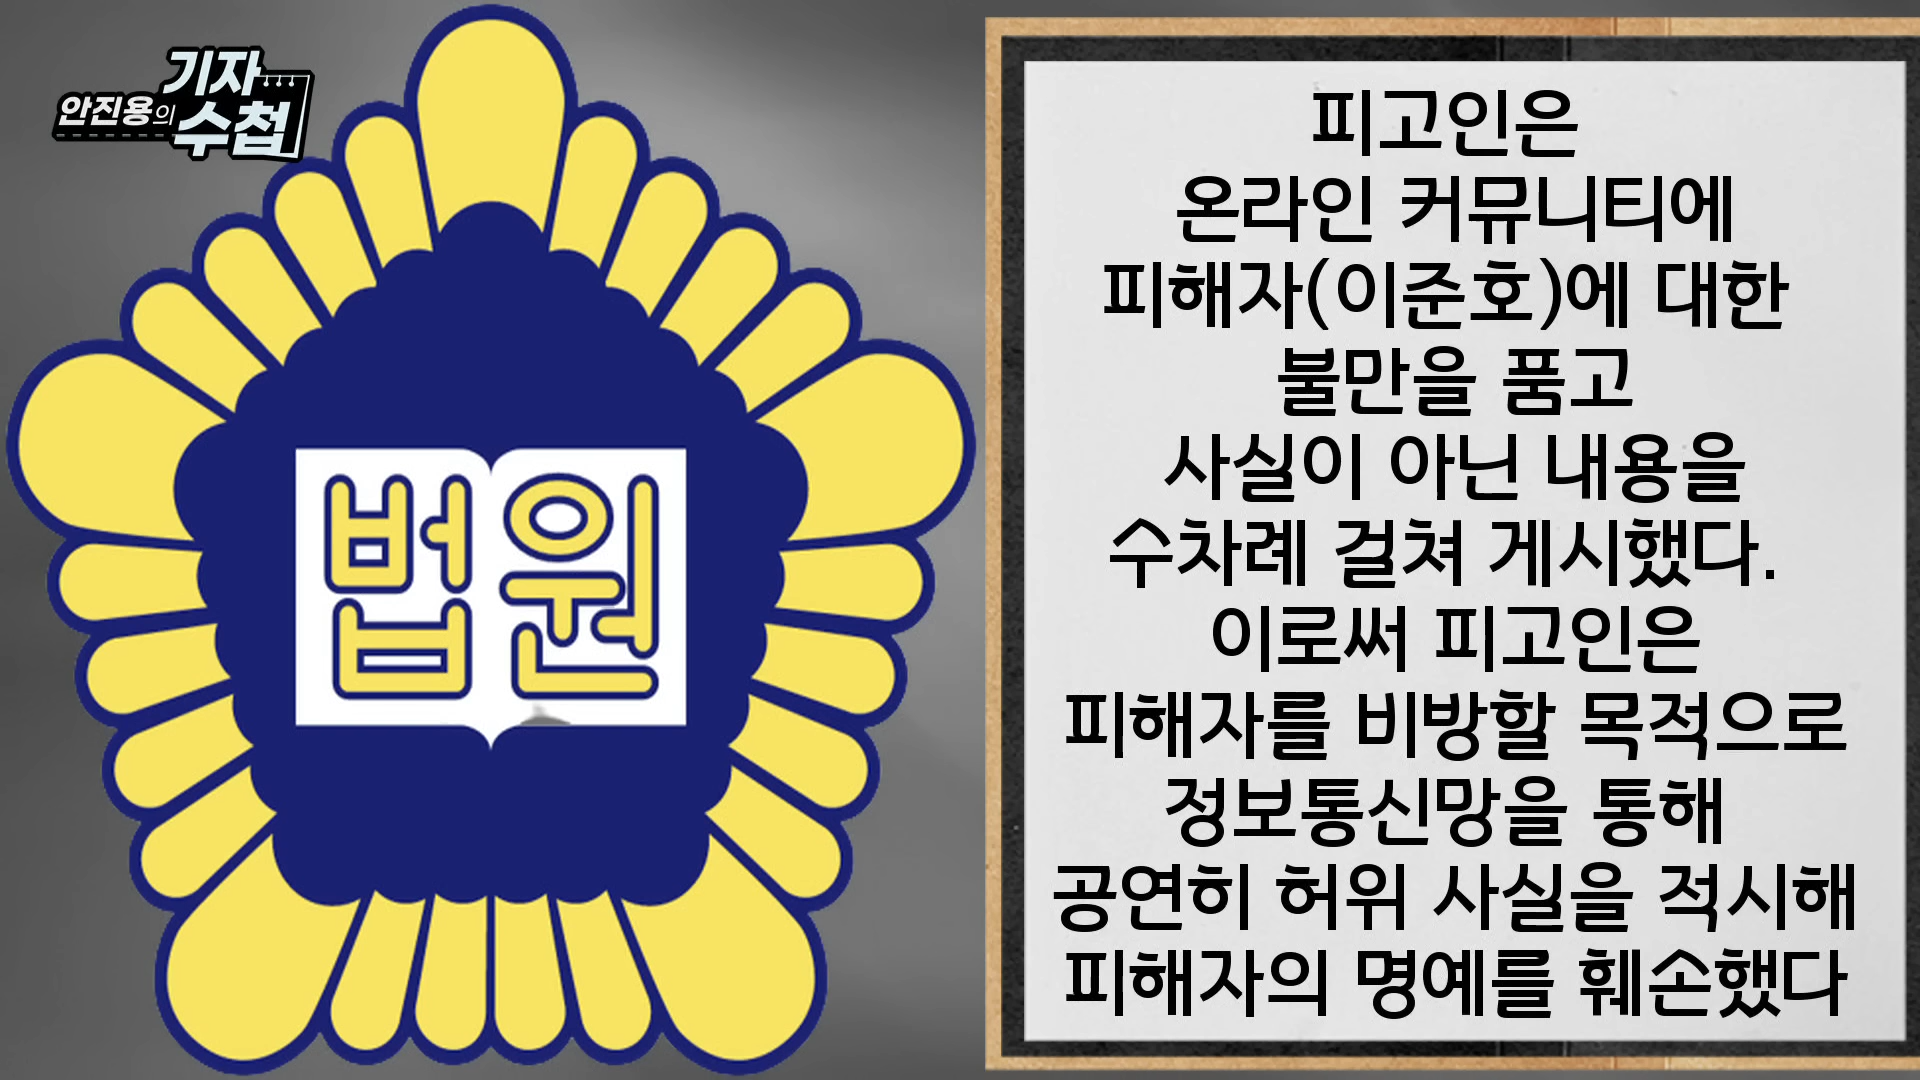 안진용의
기자
수첩
법원
피고인은
온라인 커뮤니티에
피해자(이준호)에 대한
불만을 품고
사실이 아닌 내용을
수차례 걸쳐 게시했다.
이로써 피고인은
피해자를 비방할 목적으로
정보통신망을 통해
공연히 허위 사실을 적시해
피해자의 명예를 훼손했다